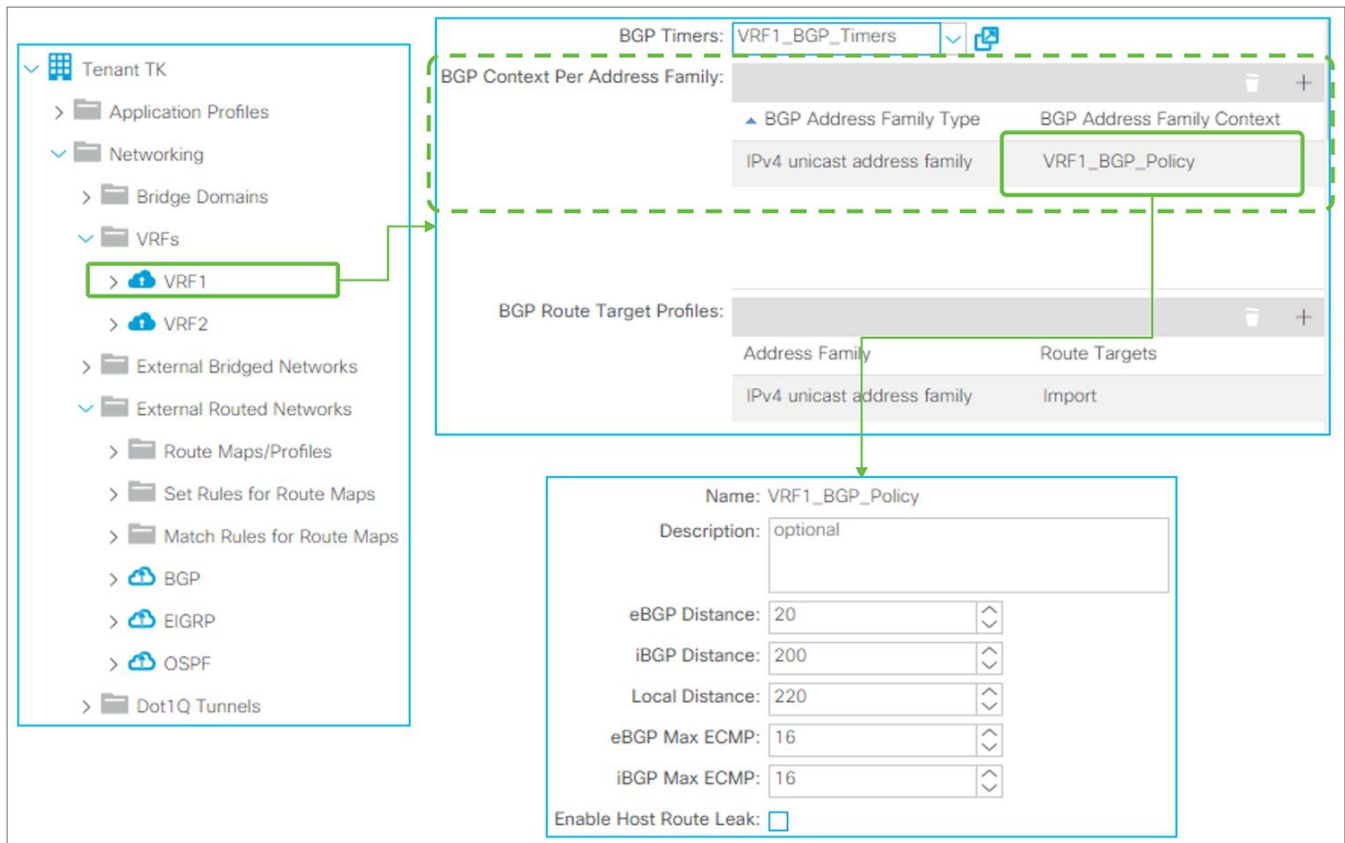 Tenant TK
Application Profiles
Networking
Bridge Domains
VRFs
VRF1
VRF2
External Bridged Networks
External Routed Networks
Route Maps/Profiles
Set Rules for Route Maps
Match Rules for Route Maps
BGP
EIGRP
OSPF
Dot1Q Tunnels
BGP Timers: VRF1_BGP_Timers
BGP Context Per Address Family:
BGP Address Family Type BGP Address Family Context
IPv4 unicast address family VRF1_BGP_Policy
BGP Route Target Profiles:
Address Family Route Targets
IPv4 unicast address family Import
Name: VRF1_BGP_Policy
Description: optional
eBGP Distance: 20
iBGP Distance: 200
Local Distance: 220
eBGP Max ECMP: 16
iBGP Max ECMP: 16
Enable Host Route Leak: